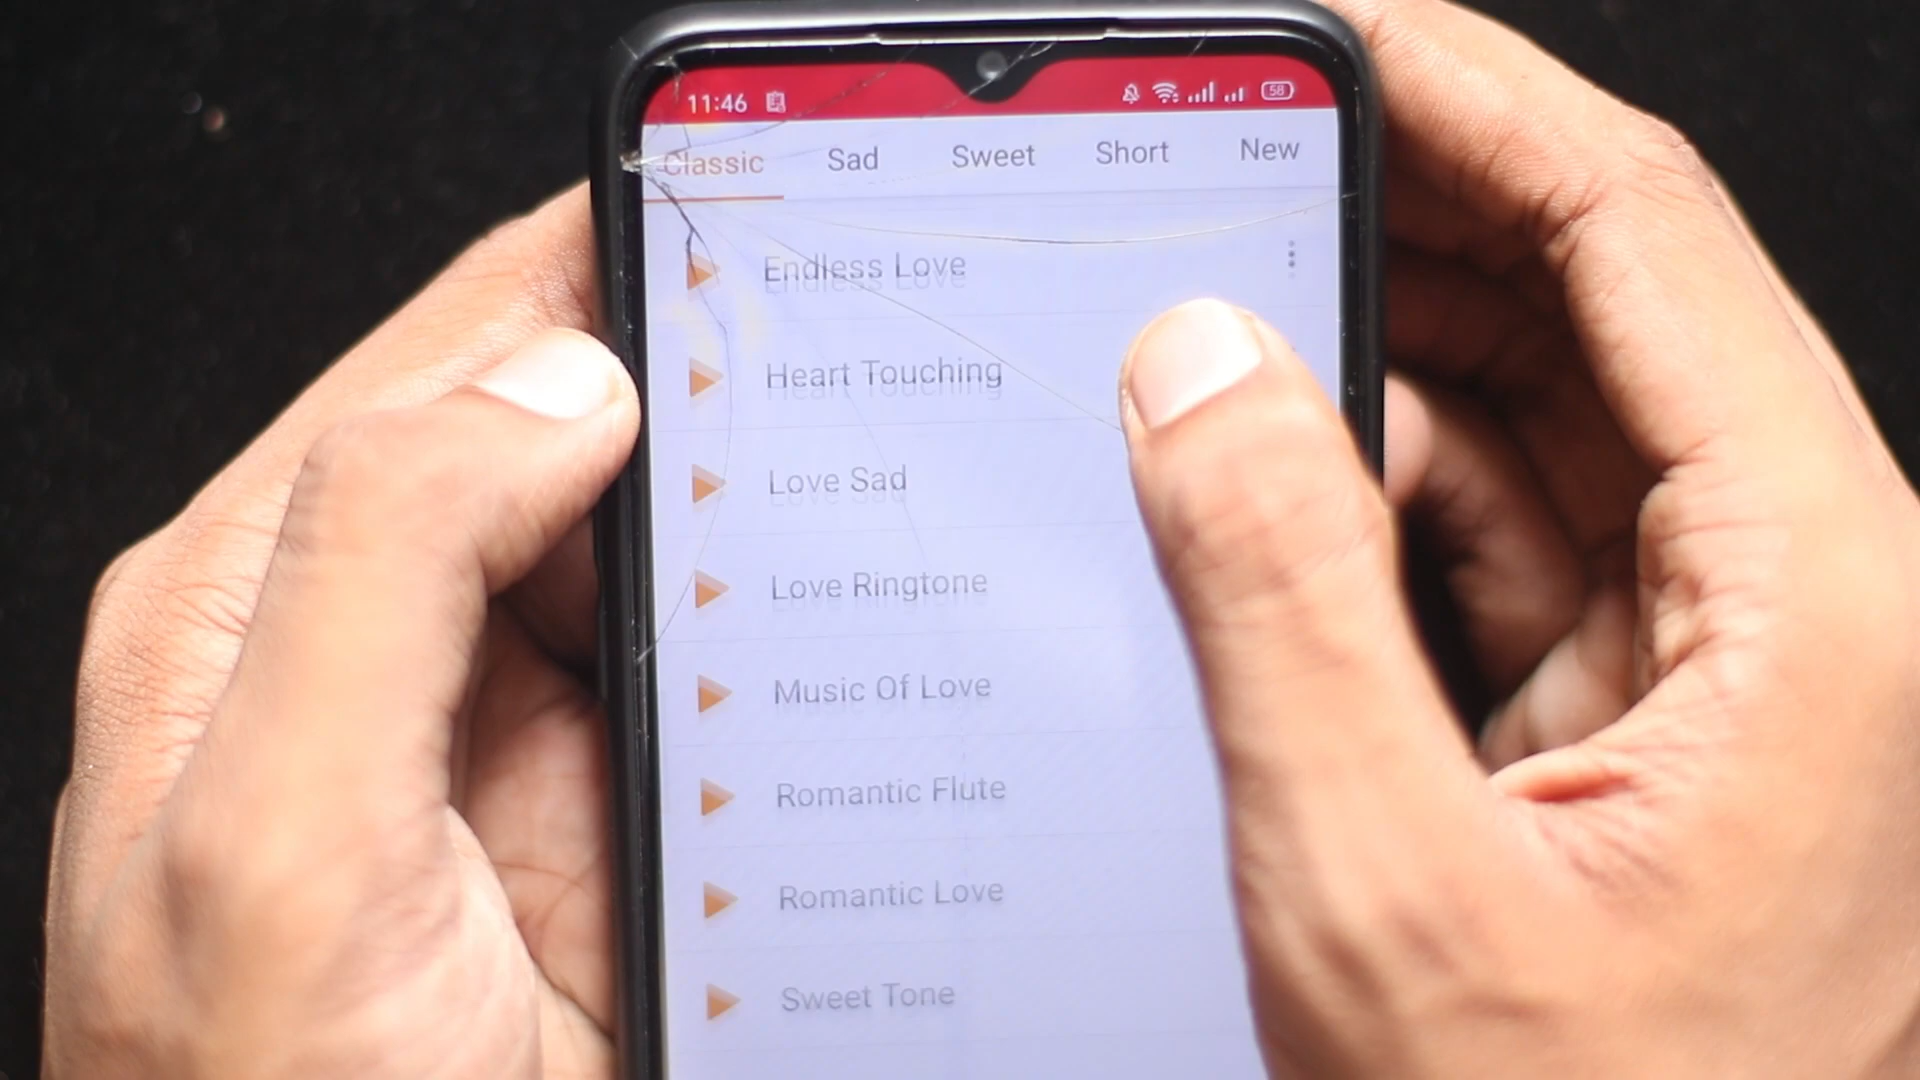 11:46 58
Classic Sad Sweet Short New
Endless Love
Heart Touching
Love Sad
Love Ringtone
Music Of Love
Romantic Flute
Romantic Love
Sweet Tone